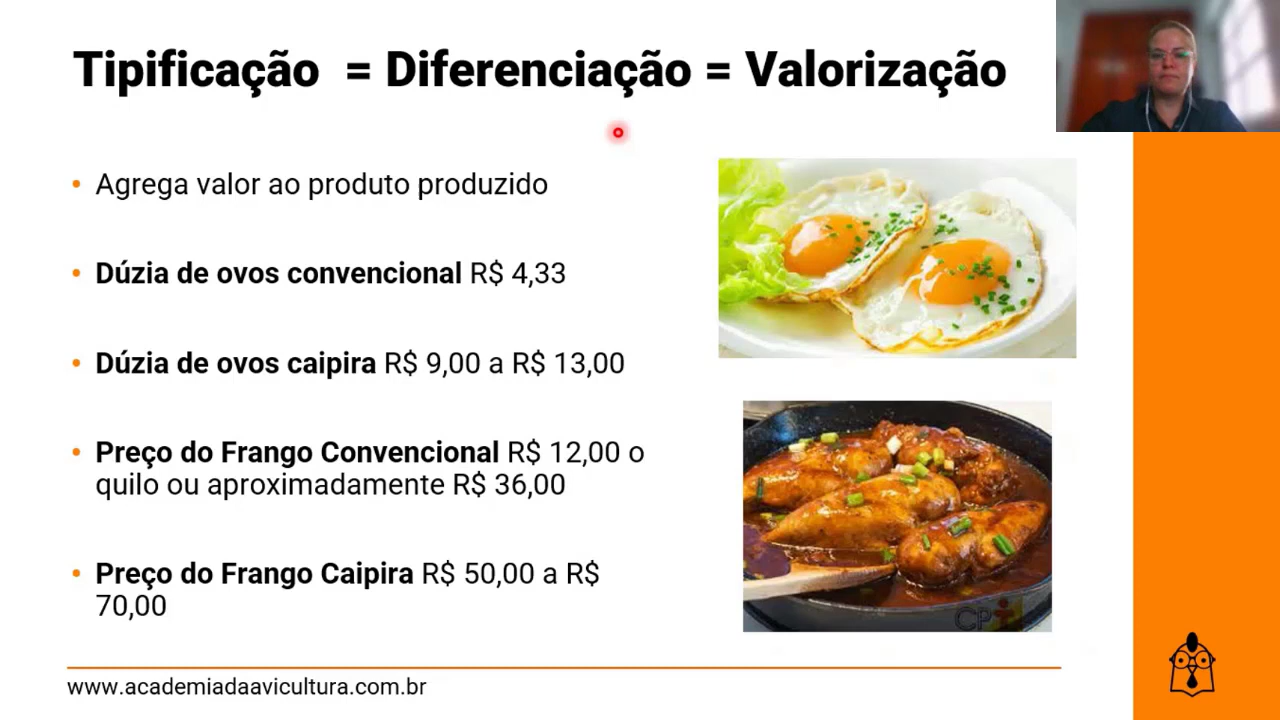 Tipificação = Diferenciação = Valorização
• Agrega valor ao produto produzido
• Dúzia de ovos convencional R$ 4,33
• Dúzia de ovos caipira R$ 9,00 a R$ 13,00
• Preço do Frango Convencional R$ 12,00 o
quilo ou aproximadamente R$ 36,00
• Preço do Frango Caipira R$ 50,00 a R$
70,00
CPT
www.academiadaavicultura.com.br